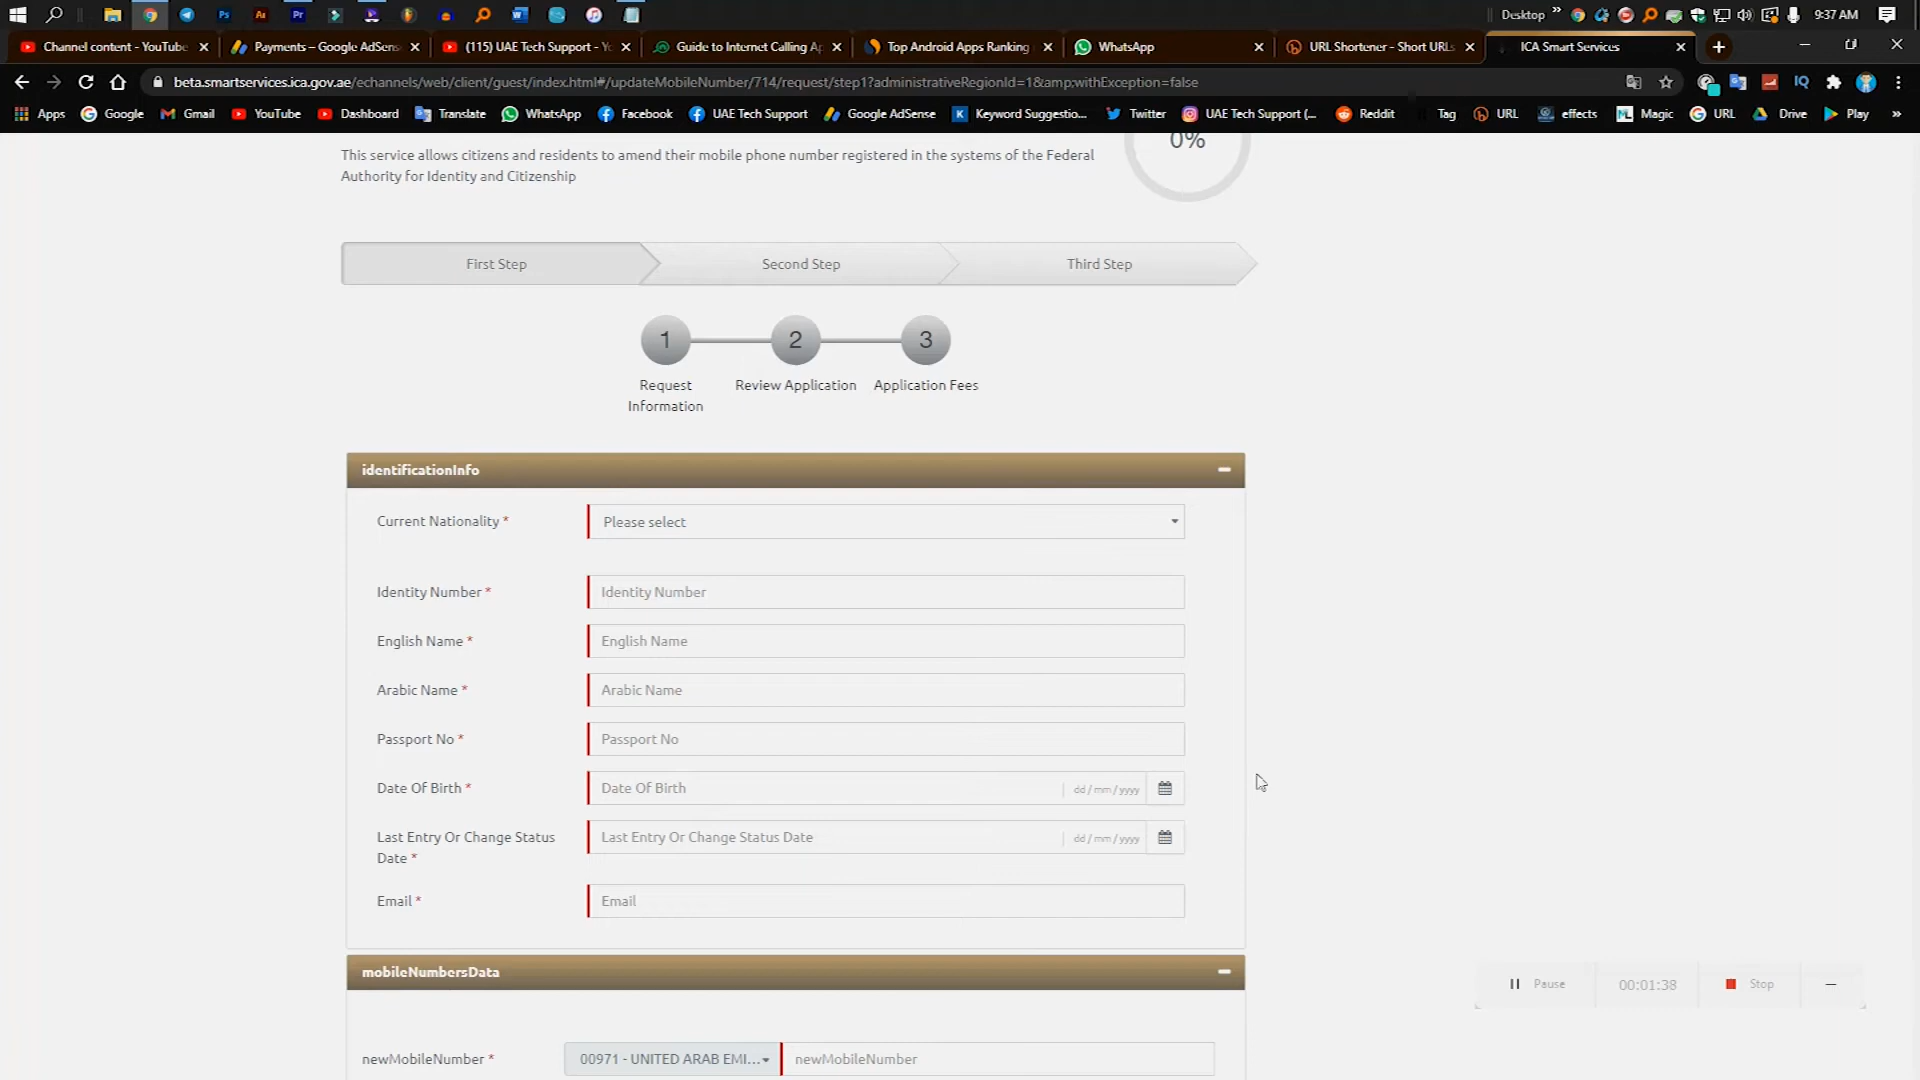 Desktop
9:37 AM
Channel content - YouTube
Payments – Google AdSens
(115) UAE Tech Support - Yo
Guide to Internet Calling Ap
Top Android Apps Ranking
WhatsApp
URL Shortener - Short URLs
ICA Smart Services
beta.smartservices.ica.gov.ae/echannels/web/client/guest/index.html#/updateMobileNumber/714/request/step1?administrativeRegionId=1&amp;withException=false
Apps
Google
Gmail
YouTube
Dashboard
Translate
WhatsApp
Facebook
UAE Tech Support
Google AdSense
Keyword Suggestio...
Twitter
UAE Tech Support (...
Reddit
Tag
URL
effects
Magic
URL
Drive
Play
This service allows citizens and residents to amend their mobile phone number registered in the systems of the Federal
Authority for Identity and Citizenship
0%
First Step
Second Step
Third Step
1
2
3
Request
Information
Review Application
Application Fees
identificationInfo
Current Nationality *
Please select
Identity Number *
Identity Number
English Name *
English Name
Arabic Name *
Arabic Name
Passport No *
Passport No
Date Of Birth *
Date Of Birth
dd / mm / yyyy
Last Entry Or Change Status
Date *
Last Entry Or Change Status Date
dd / mm / yyyy
Email *
Email
mobileNumbersData
Pause
00:01:38
Stop
newMobileNumber *
00971 - UNITED ARAB EMI...
newMobileNumber